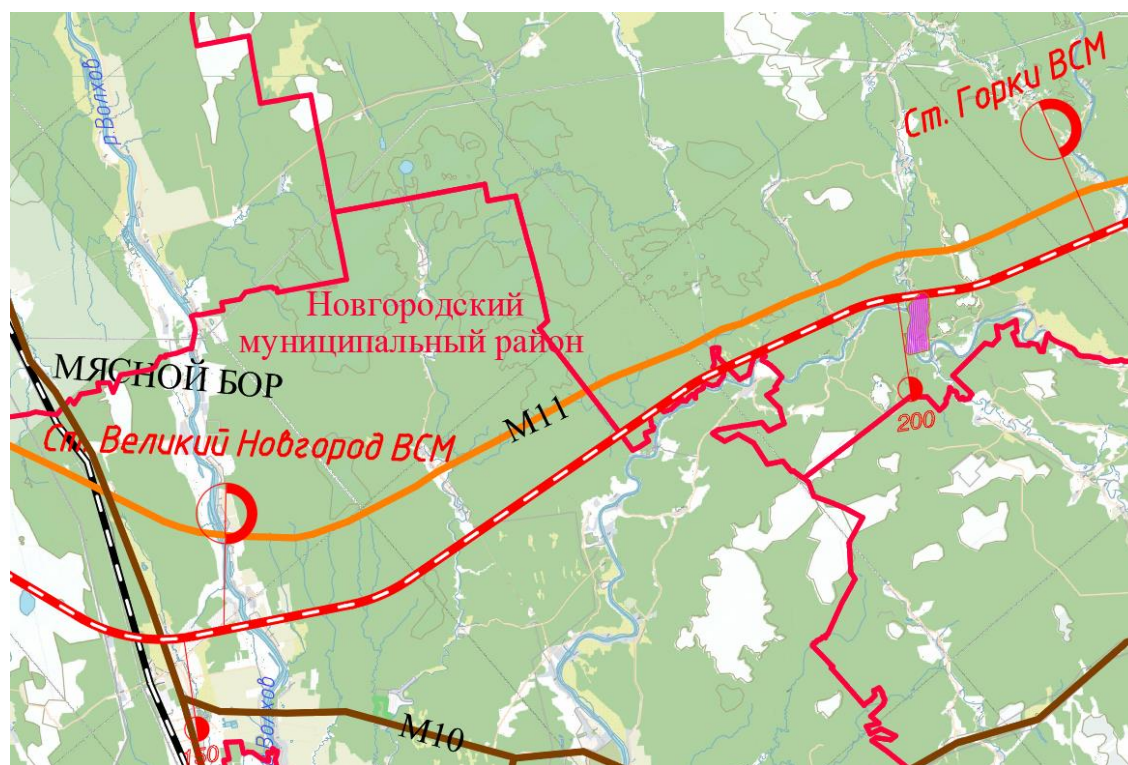 р.Волхов
Ст. Горки ВСМ
Новгородский
муниципальный район
МЯСНОЙ БОР
М11
Ст. Великий Новгород ВСМ
200
М10
Волхов
150